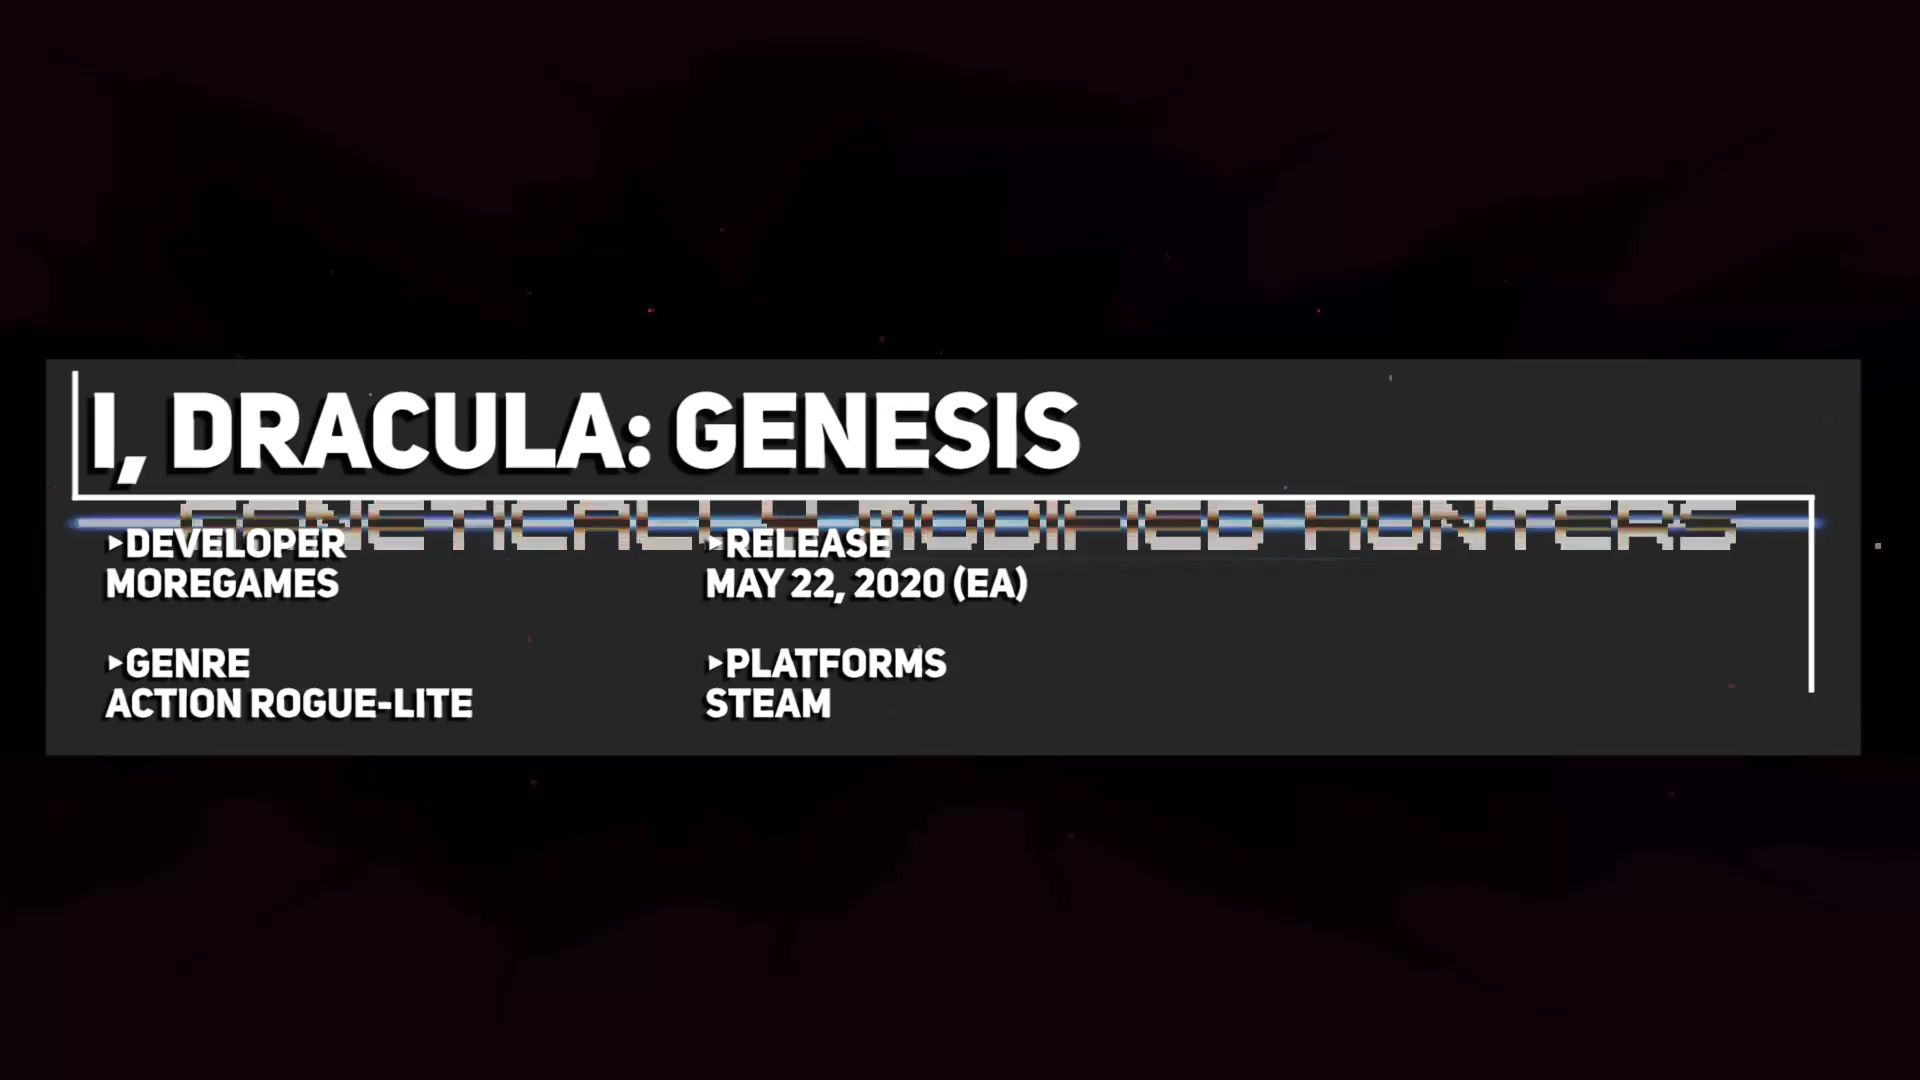 I, DRACULA: GENESIS
GENETICALLY MODIFIED HUNTERS
▸DEVELOPER
MOREGAMES
▸RELEASE
MAY 22, 2020 (EA)
▸GENRE
ACTION ROGUE-LITE
▸PLATFORMS
STEAM